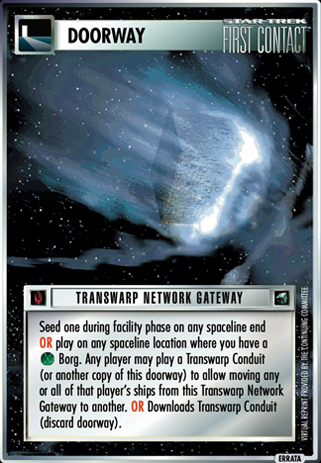 DOORWAY
STAR TREK
FIRST CONTACT
TRANSWARP NETWORK GATEWAY
Seed one during facility phase on any spaceline end
OR play on any spaceline location where you have a
Borg. Any player may play a Transwarp Conduit
(or another copy of this doorway) to allow moving any
or all of that player's ships from this Transwarp Network
Gateway to another. OR Downloads Transwarp Conduit
(discard doorway).
VIRTUAL REPRINT PROVIDED BY THE CONTINUING COMMITTEE
ERRATA